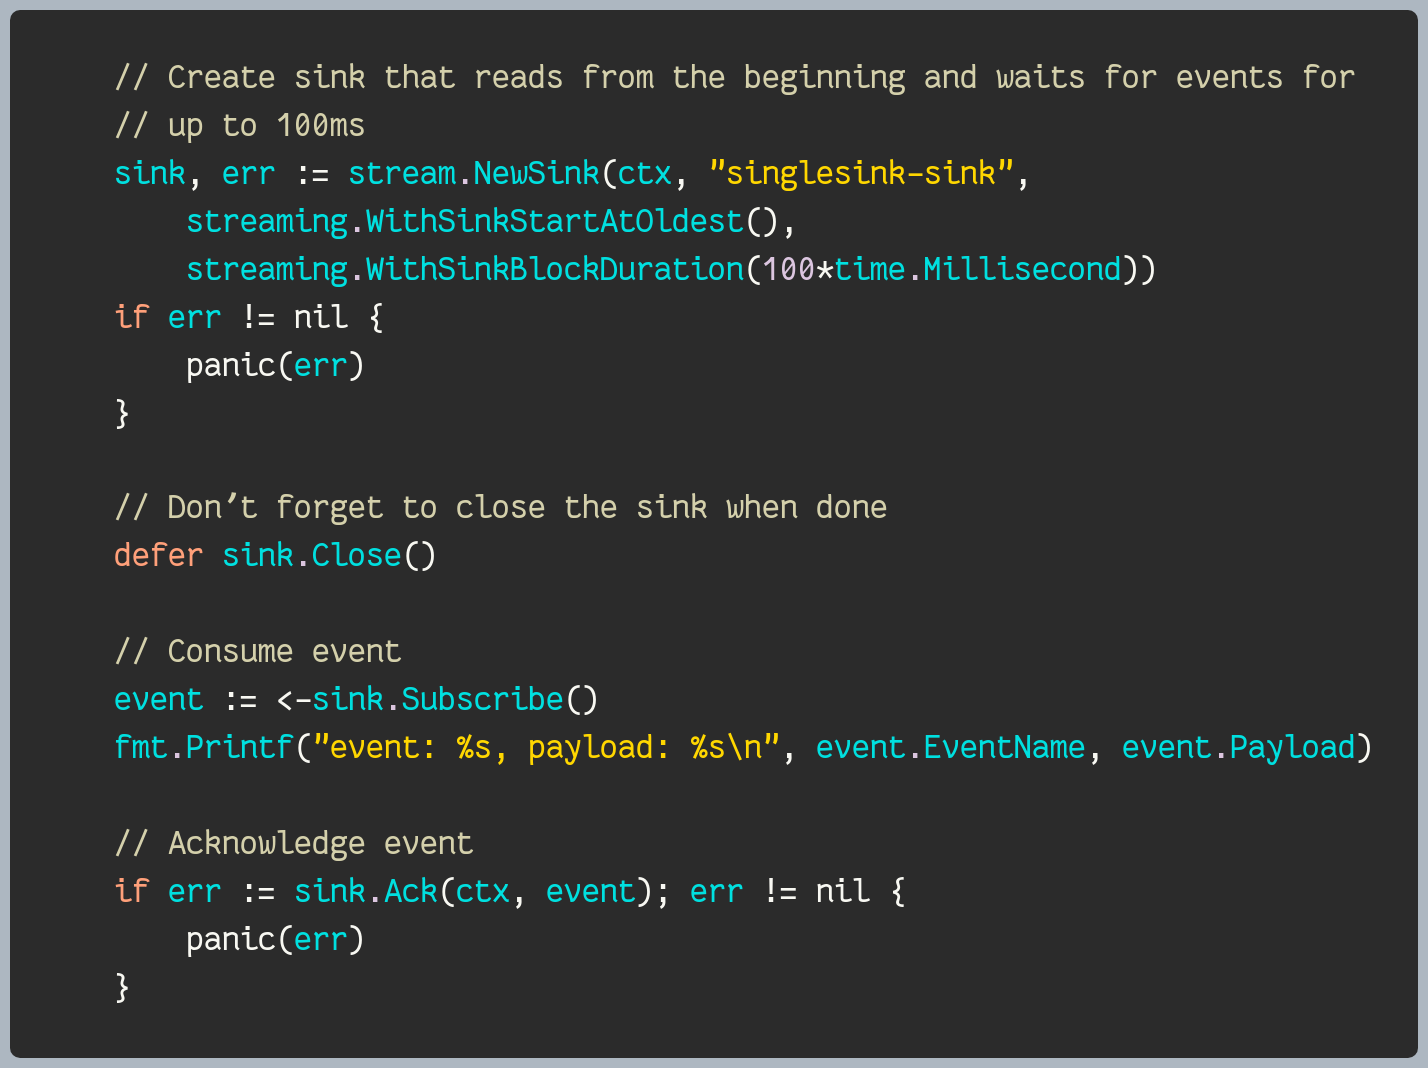 // Create sink that reads from the beginning and waits for events for
// up to 100ms
sink, err := stream.NewSink(ctx, "singlesink-sink",
    streaming.WithSinkStartAtOldest(),
    streaming.WithSinkBlockDuration(100*time.Millisecond))
if err != nil {
    panic(err)
}

// Don't forget to close the sink when done
defer sink.Close()

// Consume event
event := <-sink.Subscribe()
fmt.Printf("event: %s, payload: %s\n", event.EventName, event.Payload)

// Acknowledge event
if err := sink.Ack(ctx, event); err != nil {
    panic(err)
}